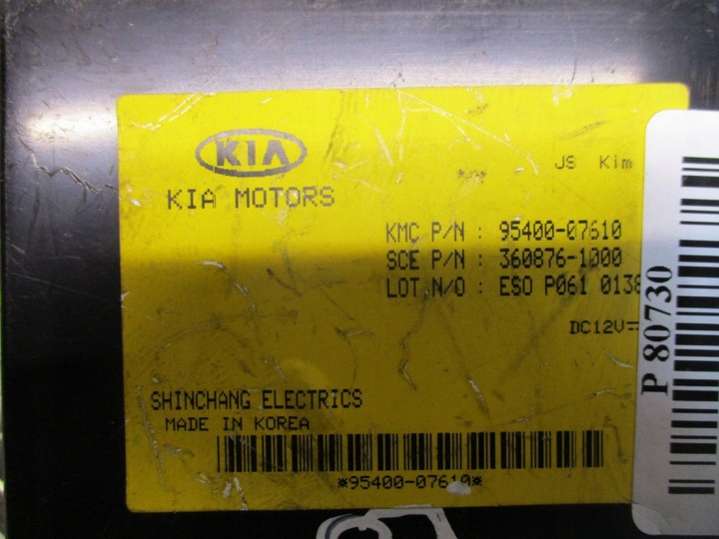 KIA
KIA MOTORS
JS Kim
KMC P/N : 95400-07610
SCE P/N : 360876-1000
LOT N/O : ESO P061 0138
DC12V
SHINCHANG ELECTRICS
MADE IN KOREA
*95400-07610*
P 80730